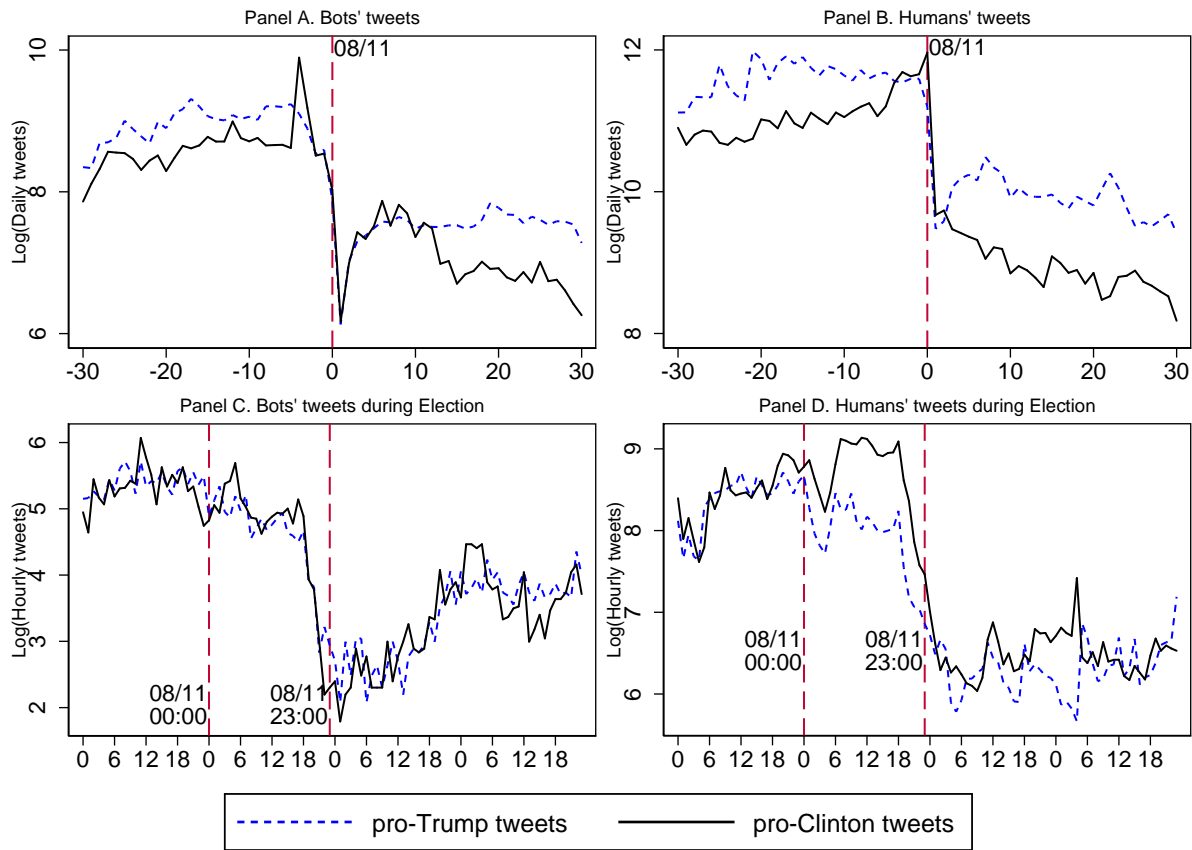 Panel A. Bots' tweets
Log(Daily tweets)
10
8
6
08/11
-30 -20 -10 0 10 20 30
Panel B. Humans' tweets
Log(Daily tweets)
12
10
8
08/11
-30 -20 -10 0 10 20 30
Panel C. Bots' tweets during Election
Log(Hourly tweets)
6
5
4
3
2
08/11
00:00
08/11
23:00
0 6 12 18 0 6 12 18 0 6 12 18 0 6 12 18
Panel D. Humans' tweets during Election
Log(Hourly tweets)
9
8
7
6
08/11
00:00
08/11
23:00
0 6 12 18 0 6 12 18 0 6 12 18 0 6 12 18
pro-Trump tweets pro-Clinton tweets